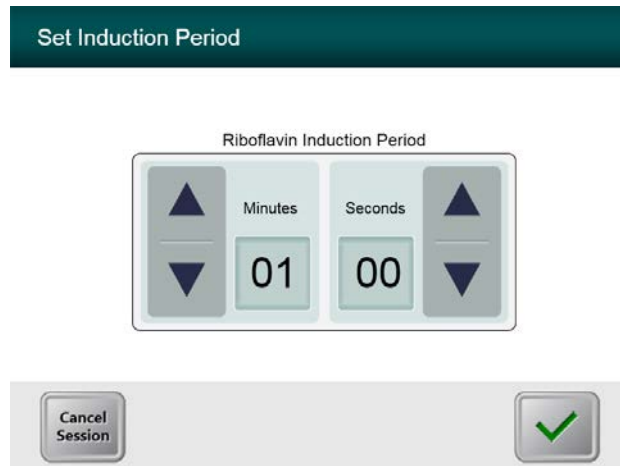 Set Induction Period
Riboflavin Induction Period
Minutes Seconds
01 00
Cancel
Session